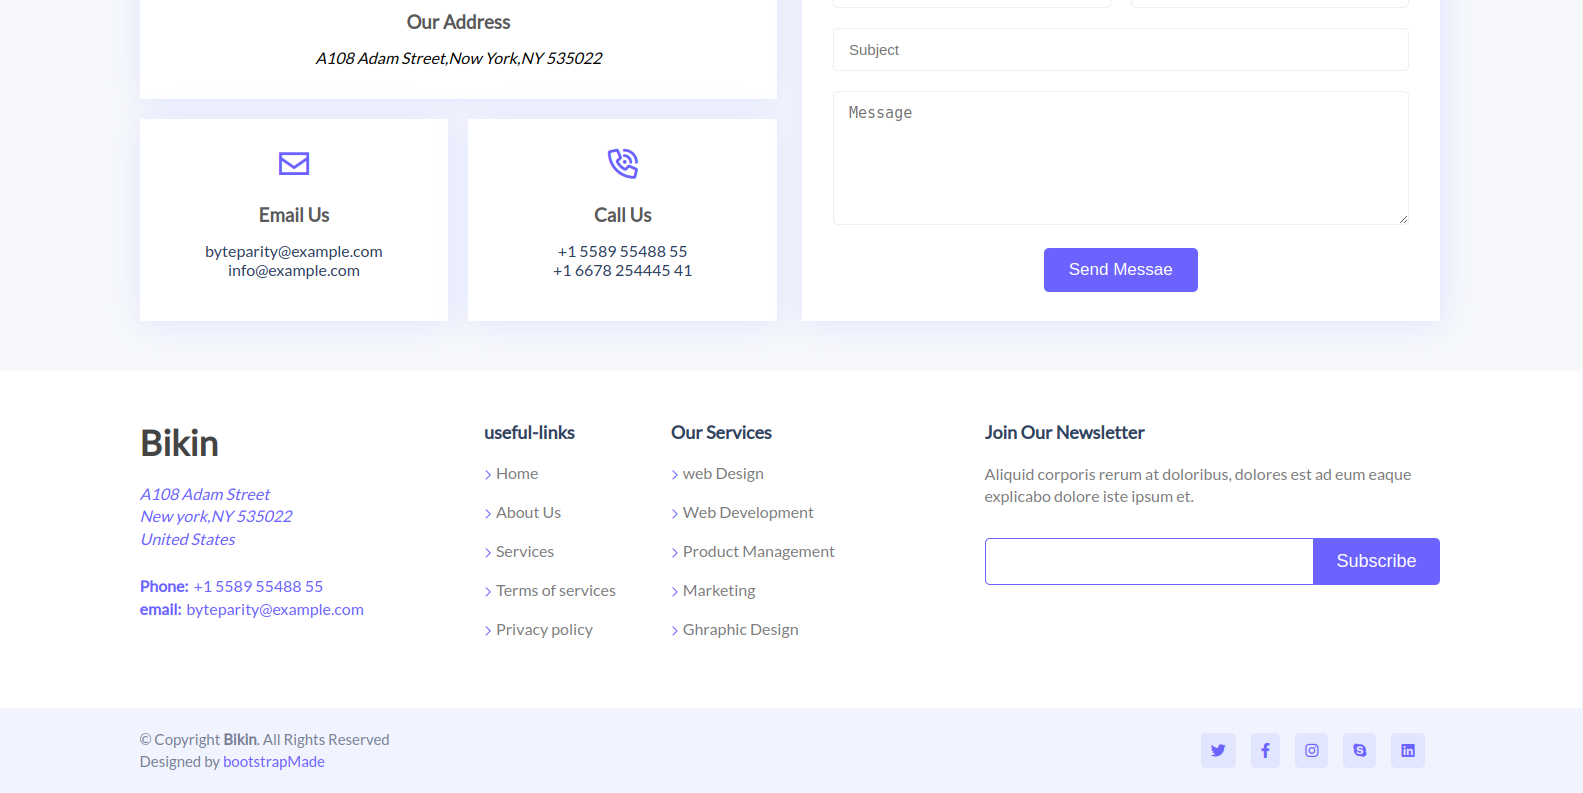 Our Address
A108 Adam Street,Now York,NY 535022
Email Us
byteparity@example.com
info@example.com
Call Us
+1 5589 55488 55
+1 6678 254445 41
Subject
Message
Send Messae
Bikin
A108 Adam Street
New york,NY 535022
United States
Phone: +1 5589 55488 55
email: byteparity@example.com
useful-links
Home
About Us
Services
Terms of services
Privacy policy
Our Services
web Design
Web Development
Product Management
Marketing
Ghraphic Design
Join Our Newsletter
Aliquid corporis rerum at doloribus, dolores est ad eum eaque
explicabo dolore iste ipsum et.
Subscribe
© Copyright Bikin. All Rights Reserved
Designed by bootstrapMade